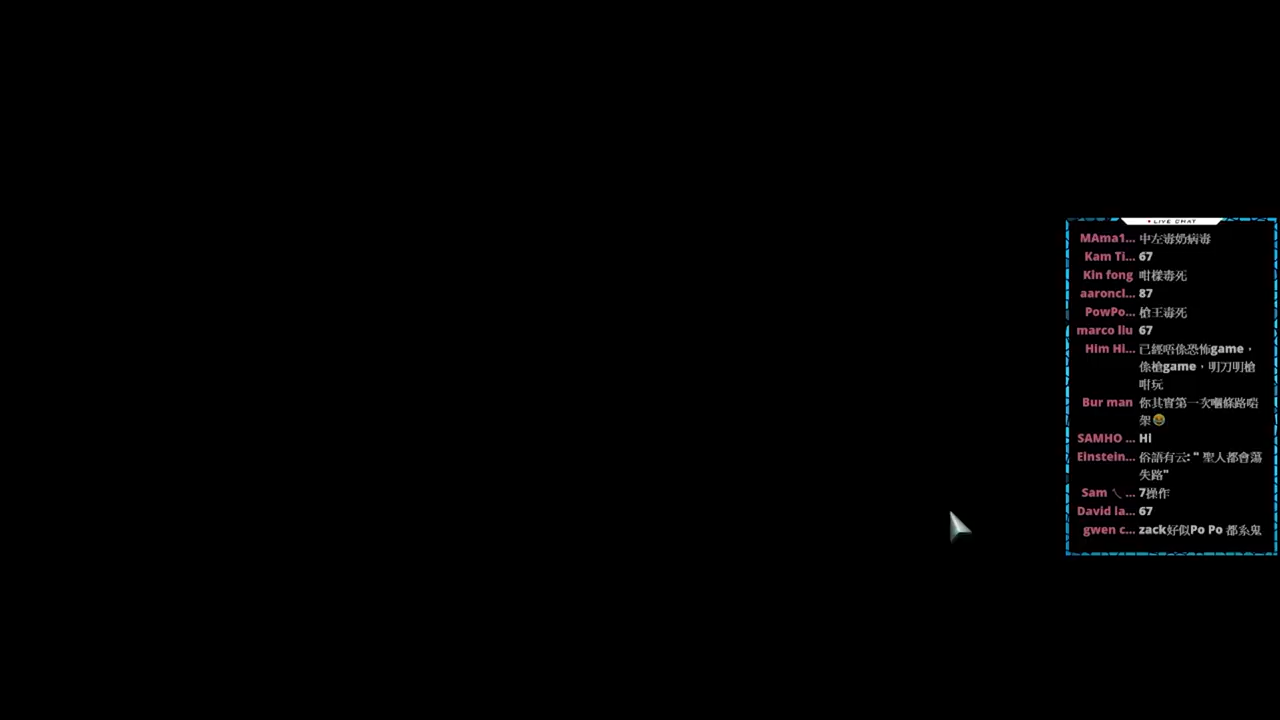 LIVE CHAT
MAma1... 中左毒奶病毒
Kam Ti... 67
Kin fong 咁樣毒死
aaroncl... 87
PowPo... 槍王毒死
marco liu 67
Him Hi... 已經唔係恐怖game，
係槍game，明刀明槍
咁玩
Bur man 你其實第一次嗰條路啱
架😂
SAMHO ... Hi
Einstein... 俗語有云: " 聖人都會蕩
失路"
Sam ㄟ ... 7操作
David la... 67
gwen c... zack好似Po Po 都系鬼